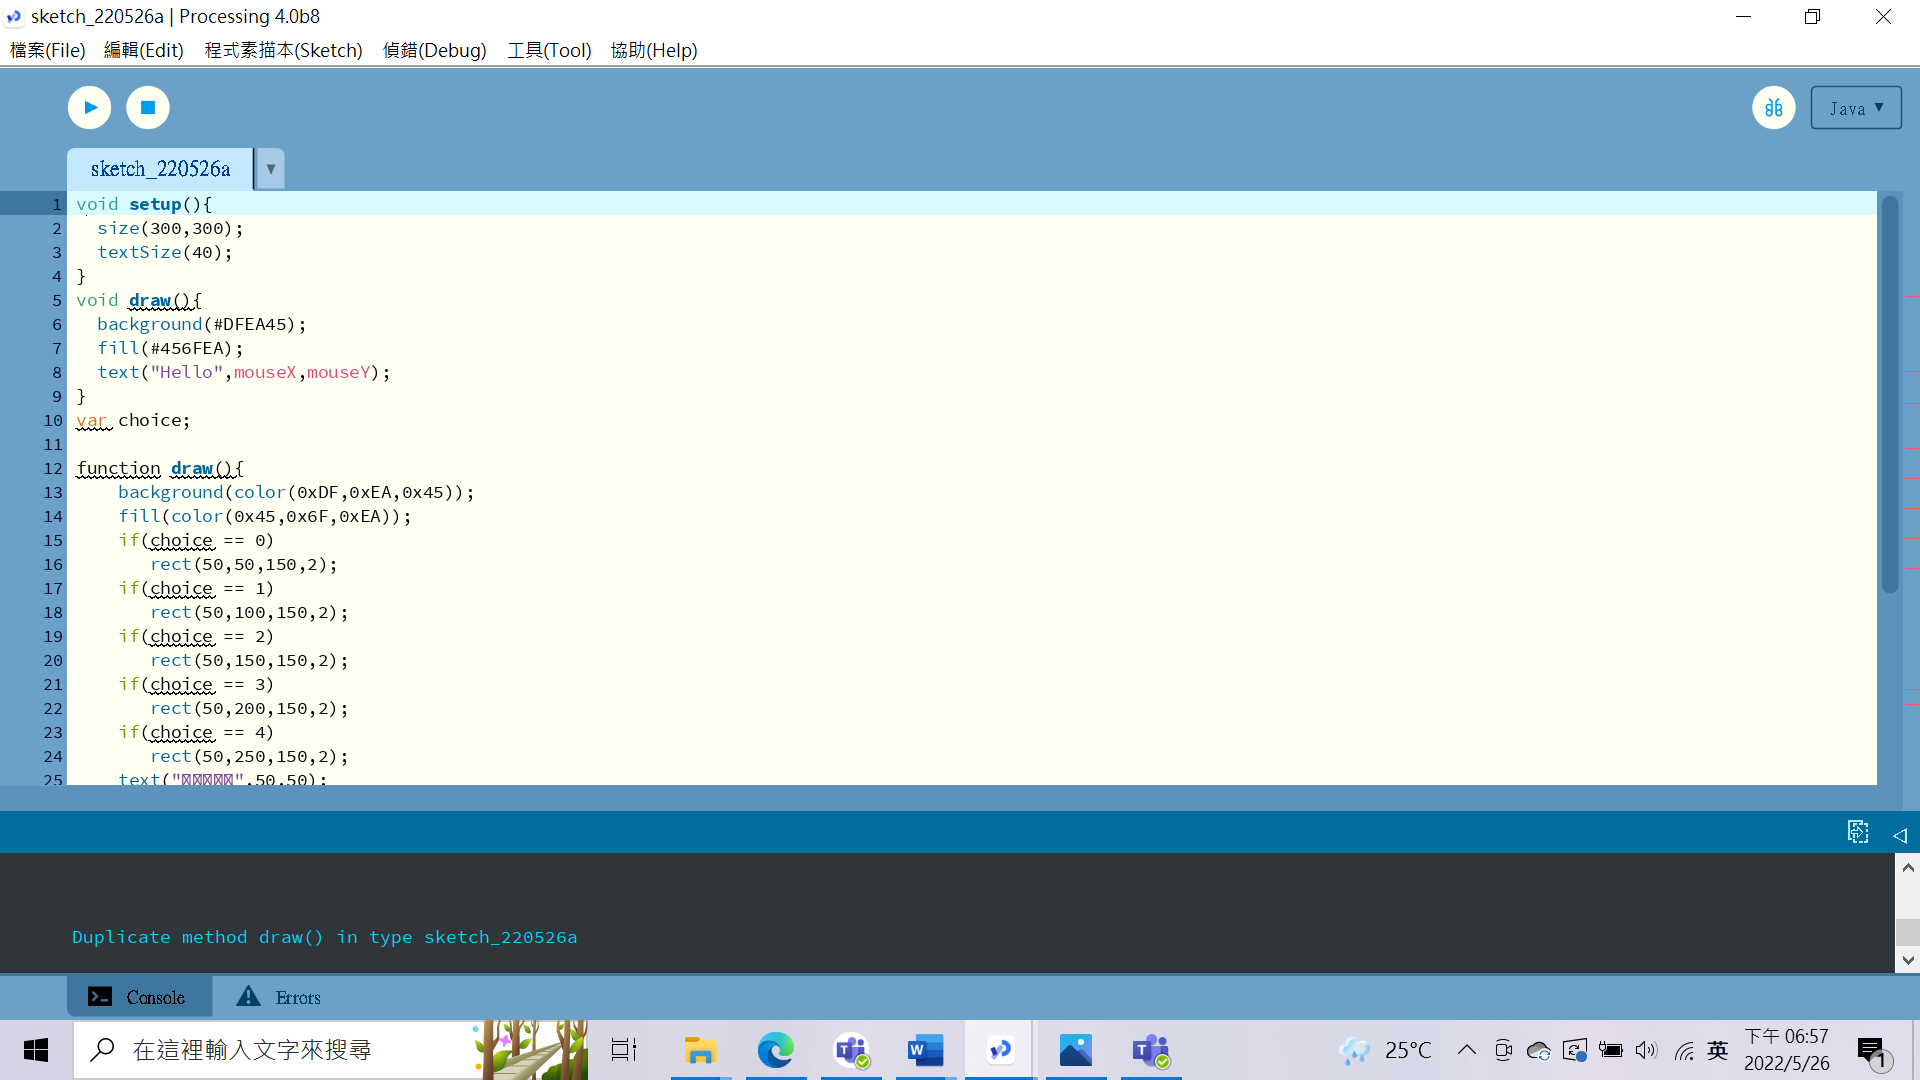 sketch_220526a | Processing 4.0b8
檔案(File) 編輯(Edit) 程式素描本(Sketch) 偵錯(Debug) 工具(Tool) 協助(Help)
Java ▼
sketch_220526a ▼
1 void setup(){
2   size(300,300);
3   textSize(40);
4 }
5 void draw(){
6   background(#DFEA45);
7   fill(#456FEA);
8   text("Hello",mouseX,mouseY);
9 }
10 var choice;
11
12 function draw(){
13     background(color(0xDF,0xEA,0x45));
14     fill(color(0x45,0x6F,0xEA));
15     if(choice == 0)
16        rect(50,50,150,2);
17     if(choice == 1)
18        rect(50,100,150,2);
19     if(choice == 2)
20        rect(50,150,150,2);
21     if(choice == 3)
22        rect(50,200,150,2);
23     if(choice == 4)
24        rect(50,250,150,2);
25     text("",50,50);
Duplicate method draw() in type sketch_220526a
Console Errors
在這裡輸入文字來搜尋
25°C
英
下午 06:57
2022/5/26
1